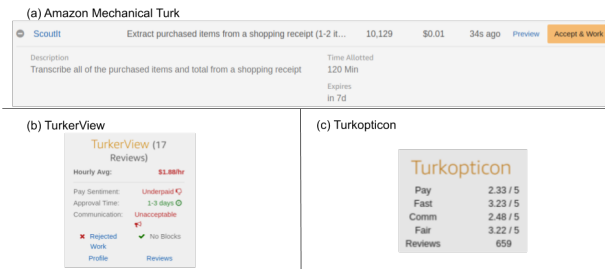 (a) Amazon Mechanical Turk
ScoutIt Extract purchased items from a shopping receipt (1-2 it... 10,129 $0.01 34s ago Preview Accept & Work
Description Time Allotted
Transcribe all of the purchased items and total from a shopping receipt 120 Min
Expires
in 7d
(b) TurkerView
TurkerView (17
Reviews)
Hourly Avg: $1.88/hr
Pay Sentiment: Underpaid
Approval Time: 1-3 days
Communication: Unacceptable
Rejected No Blocks
Work
Profile Reviews
(c) Turkopticon
Turkopticon
Pay 2.33 / 5
Fast 3.23 / 5
Comm 2.48 / 5
Fair 3.22 / 5
Reviews 659